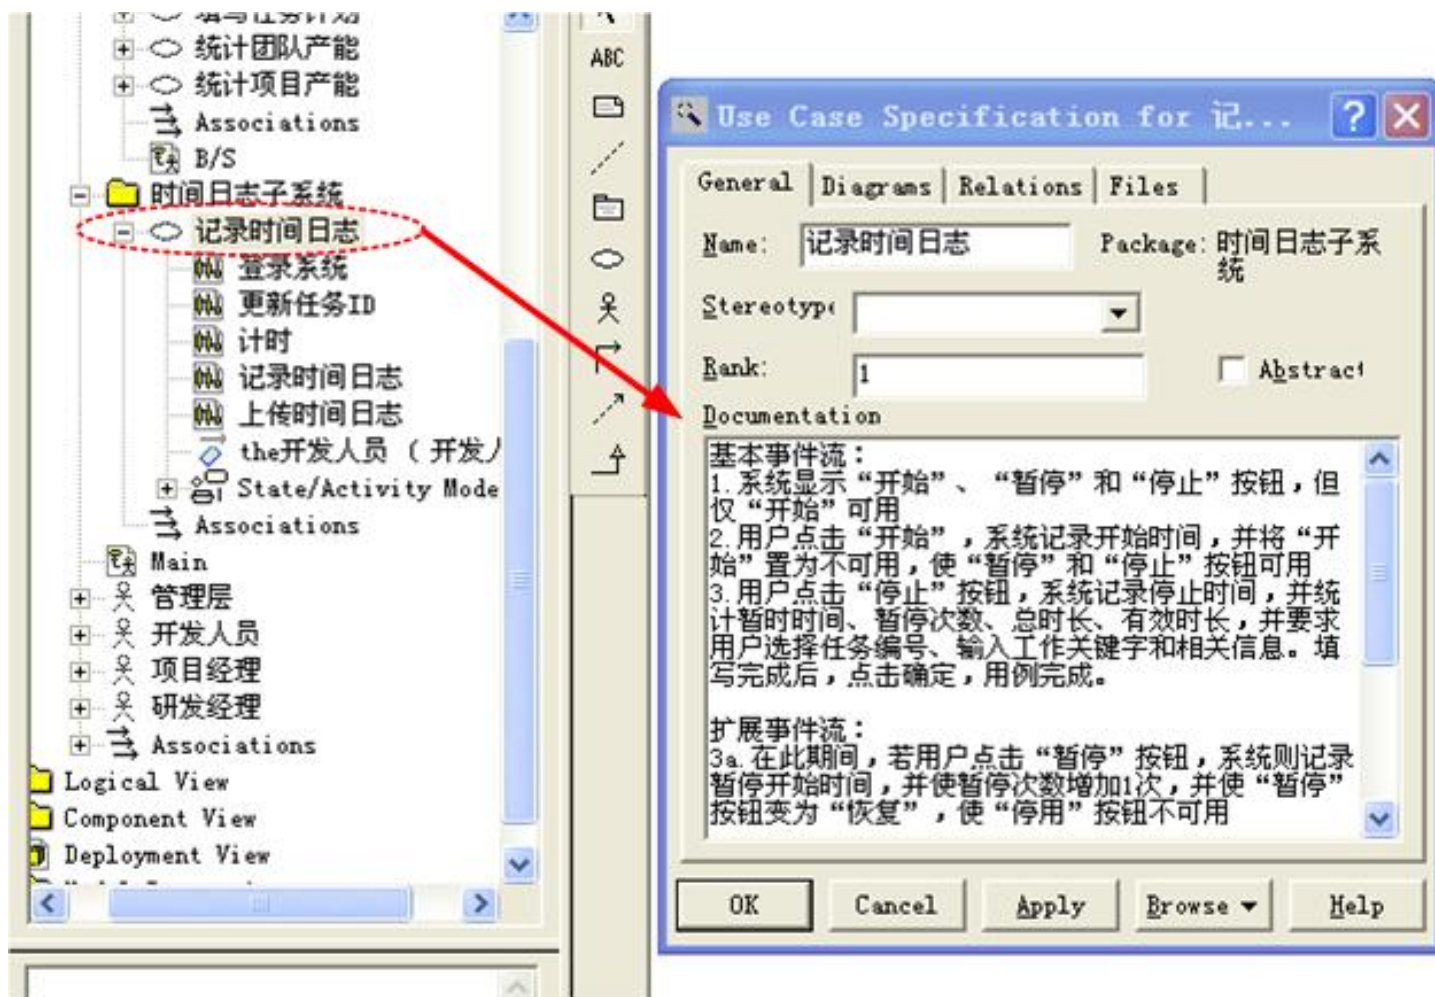 填写任务计划
统计团队产能
统计项目产能
Associations
B/S
时间日志子系统
记录时间日志
登录系统
更新任务ID
计时
记录时间日志
上传时间日志
the开发人员 ( 开发人
State/Activity Mode
Associations
Main
管理层
开发人员
项目经理
研发经理
Associations
Logical View
Component View
Deployment View
ABC
Use Case Specification for 记...
General Diagrams Relations Files
Name: 记录时间日志 Package: 时间日志子系
统
Stereotype
Rank: 1 Abstract
Documentation
基本事件流：
1.系统显示“开始”、“暂停”和“停止”按钮，但
仅“开始”可用
2.用户点击“开始”，系统记录开始时间，并将“开
始”置为不可用，使“暂停”和“停止”按钮可用
3.用户点击“停止”按钮，系统记录停止时间，并统
计暂时时间、暂停次数、总时长、有效时长，并要求
用户选择任务编号、输入工作关键字和相关信息。填
写完成后，点击确定，用例完成。
扩展事件流：
3a.在此期间，若用户点击“暂停”按钮，系统则记录
暂停开始时间，并使暂停次数增加1次，并使“暂停”
按钮变为“恢复”，使“停用”按钮不可用
OK Cancel Apply Browse Help